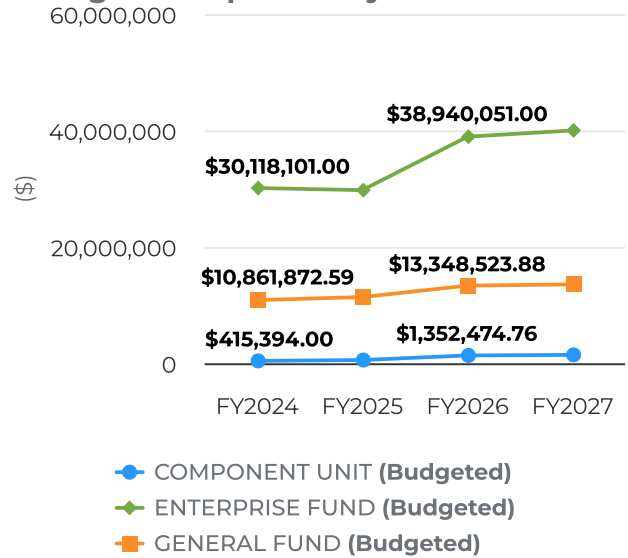 60,000,000
40,000,000
20,000,000
0
($)
$38,940,051.00
$30,118,101.00
$13,348,523.88
$10,861,872.59
$1,352,474.76
$415,394.00
FY2024 FY2025 FY2026 FY2027
COMPONENT UNIT (Budgeted)
ENTERPRISE FUND (Budgeted)
GENERAL FUND (Budgeted)